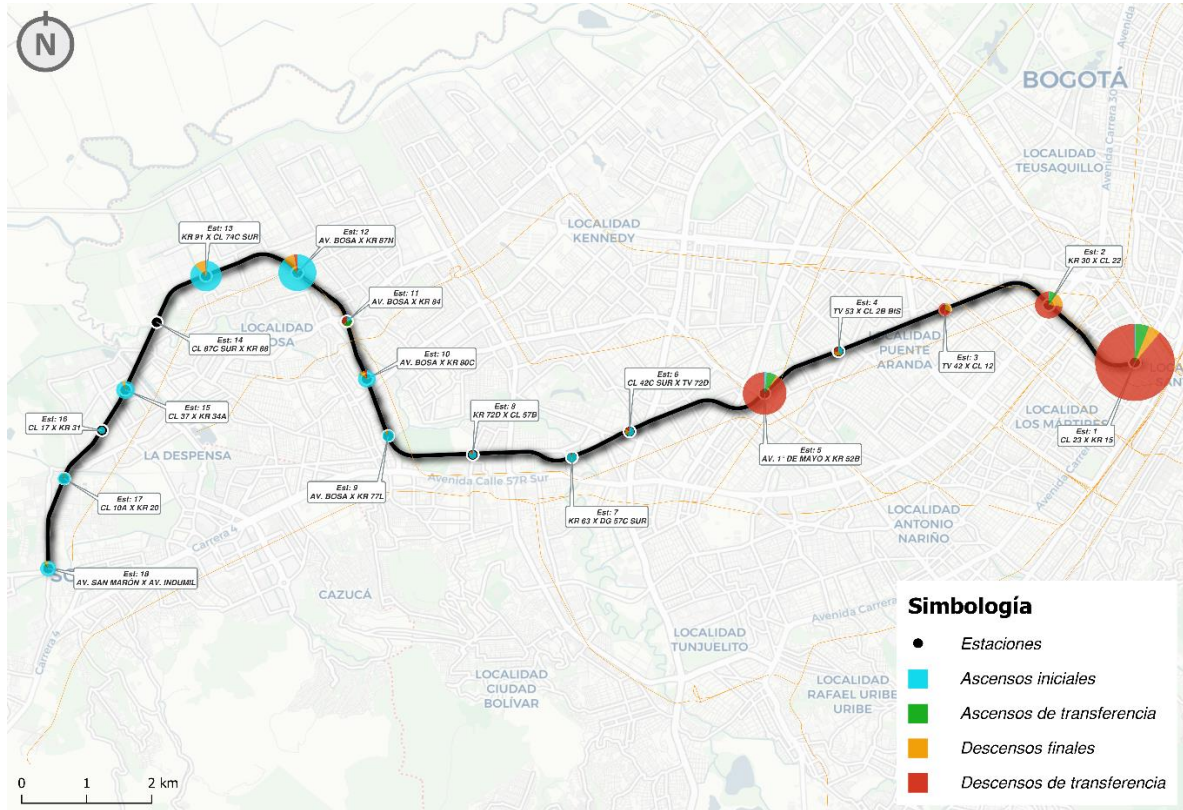 N
BOGOTÁ
Avenida Carrera 30
LOCALIDAD
TEUSAQUILLO
LOCALIDAD
KENNEDY
Est: 13
KR 91 X CL 74C SUR
Est: 12
AV. BOSA X KR 87N
Est: 2
KR 30 X CL 22
Est: 11
AV. BOSA X KR 84
Est: 4
TV 53 X CL 2B BIS
LOCALIDAD
Est: 14
CL 87C SUR X KR 88
LOCALIDAD
PUENTE
ARANDA
Est: 10
AV. BOSA X KR 80C
Est: 3
TV 42 X CL 12
Est: 15
CL 37 X KR 34A
Est: 6
CL 42C SUR X TV 72D
LOCALIDAD
LOS MÁRTIRES
Est: 16
CL 17 X KR 31
Est: 8
KR 72D X CL 57B
Est: 1
CL 23 X KR 15
LA DESPENSA
Est: 5
AV. 1° DE MAYO X KR 52B
Avenida Calle 57R Sur
Est: 17
CL 10A X KR 20
Est: 9
AV. BOSA X KR 77L
Est: 7
KR 63 X DG 57C SUR
LOCALIDAD
ANTONIO
NARIÑO
Carrera 4
Est: 18
AV. SAN MARÓN X AV. INDUMIL
CAZUCÁ
Carrera 4
Avenida Carrera
LOCALIDAD
TUNJUELITO
LOCALIDAD
CIUDAD
BOLÍVAR
LOCALIDAD
RAFAEL URIBE
URIBE
Simbología
Estaciones
Ascensos iniciales
Ascensos de transferencia
Descensos finales
Descensos de transferencia
0 1 2 km